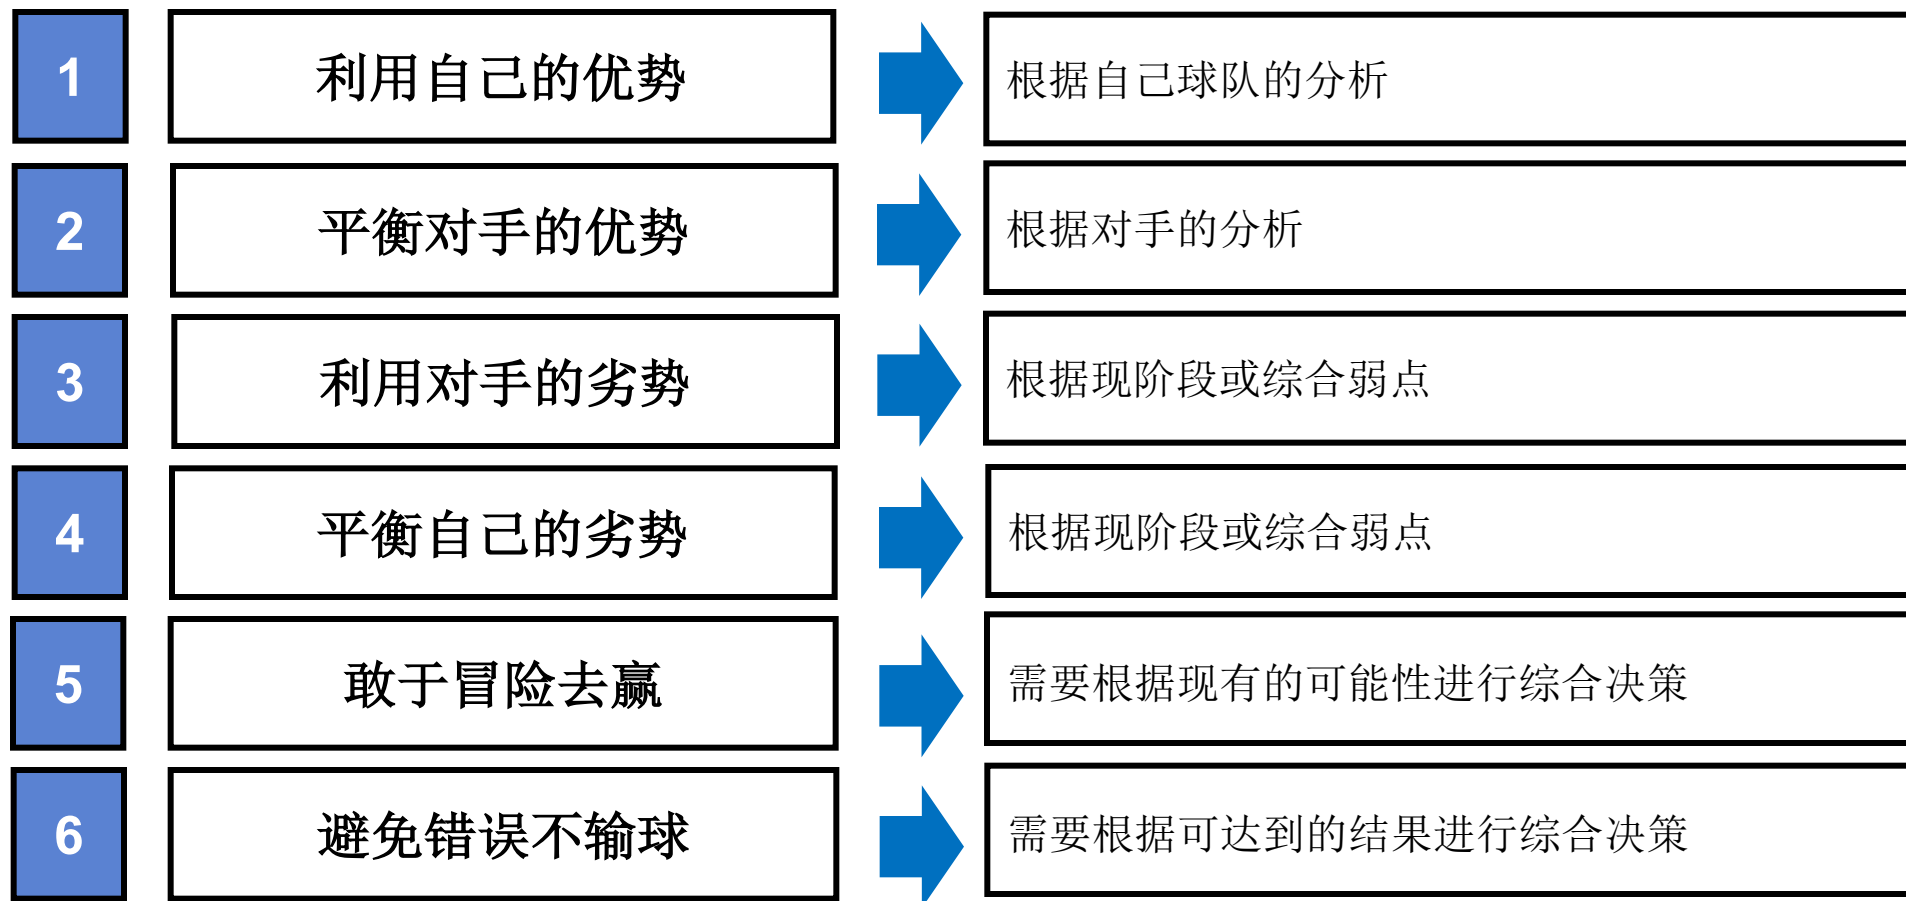 1
利用自己的优势
根据自己球队的分析
2
平衡对手的优势
根据对手的分析
3
利用对手的劣势
根据现阶段或综合弱点
4
平衡自己的劣势
根据现阶段或综合弱点
5
敢于冒险去赢
需要根据现有的可能性进行综合决策
6
避免错误不输球
需要根据可达到的结果进行综合决策